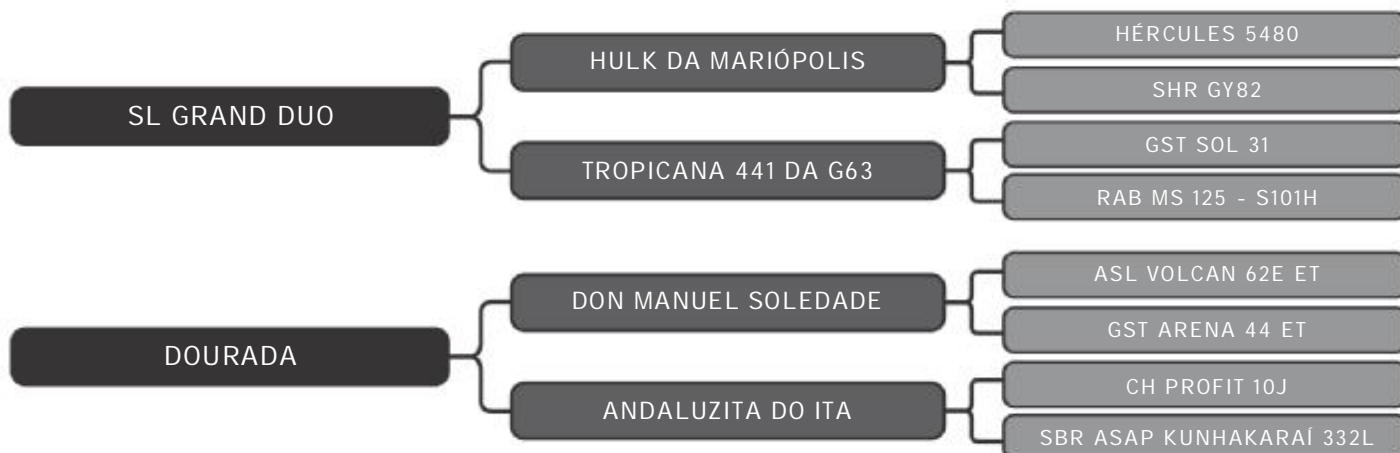 HÉRCULES 5480
HULK DA MARIÓPOLIS
SHR GY82
SL GRAND DUO
GST SOL 31
TROPICANA 441 DA G63
RAB MS 125 - S101H
ASL VOLCAN 62E ET
DON MANUEL SOLEDADE
GST ARENA 44 ET
DOURADA
CH PROFIT 10J
ANDALUZITA DO ITA
SBR ASAP KUNHAKARAÍ 332L